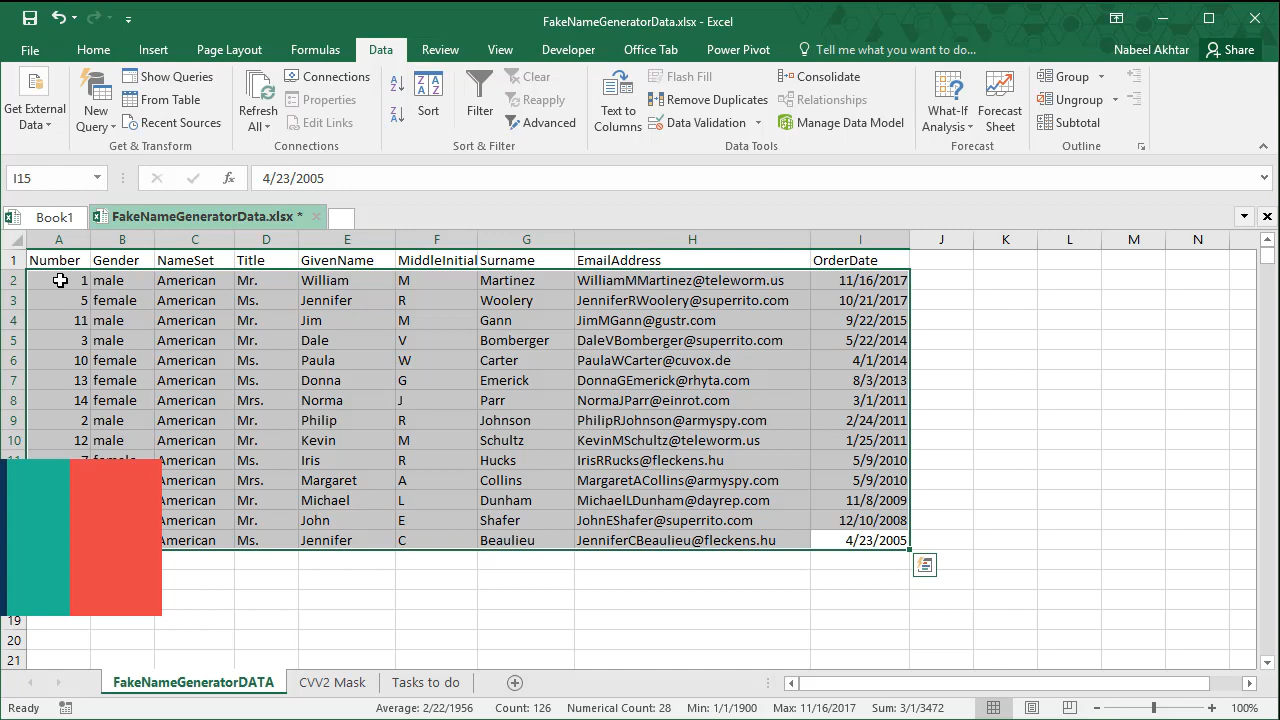 FakeNameGeneratorData.xlsx - Excel
File Home Insert Page Layout Formulas Data Review View Developer Office Tab Power Pivot Tell me what you want to do... Nabeel Akhtar Share
Get External Data
New Query
Show Queries
From Table
Recent Sources
Get & Transform
Refresh All
Connections
Properties
Edit Links
Connections
Sort
Filter
Clear
Reapply
Advanced
Sort & Filter
Text to Columns
Flash Fill
Remove Duplicates
Data Validation
Consolidate
Relationships
Manage Data Model
Data Tools
What-If Analysis
Forecast Sheet
Forecast
Group
Ungroup
Subtotal
Outline
I15 fx 4/23/2005
Book1 FakeNameGeneratorData.xlsx *
A B C D E F G H I J K L M N
1 Number Gender NameSet Title GivenName MiddleInitial Surname EmailAddress OrderDate
2 1 male American Mr. William M Martinez WilliamMMartinez@teleworm.us 11/16/2017
3 5 female American Ms. Jennifer R Woolery JenniferRWoolery@superrito.com 10/21/2017
4 11 male American Mr. Jim M Gann JimMGann@gustr.com 9/22/2015
5 3 male American Mr. Dale V Bomberger DaleVBomberger@superrito.com 5/22/2014
6 10 female American Ms. Paula W Carter PaulaWCarter@cuvox.de 4/1/2014
7 13 female American Ms. Donna G Emerick DonnaGEmerick@rhyta.com 8/3/2013
8 14 female American Mrs. Norma J Parr NormaJParr@einrot.com 3/1/2011
9 2 male American Mr. Philip R Johnson PhilipRJohnson@armyspy.com 2/24/2011
10 12 male American Mr. Kevin M Schultz KevinMSchultz@teleworm.us 1/25/2011
American Ms. Iris R Hucks IrisRRucks@fleckens.hu 5/9/2010
American Mrs. Margaret A Collins MargaretACollins@armyspy.com 5/9/2010
American Mr. Michael L Dunham MichaelLDunham@dayrep.com 11/8/2009
American Mr. John E Shafer JohnEShafer@superrito.com 12/10/2008
American Ms. Jennifer C Beaulieu JenniferCBeaulieu@fleckens.hu 4/23/2005
19
20
21
FakeNameGeneratorDATA CVV2 Mask Tasks to do
Ready Average: 2/22/1956 Count: 126 Numerical Count: 28 Min: 1/1/1900 Max: 11/16/2017 Sum: 3/1/3472 100%